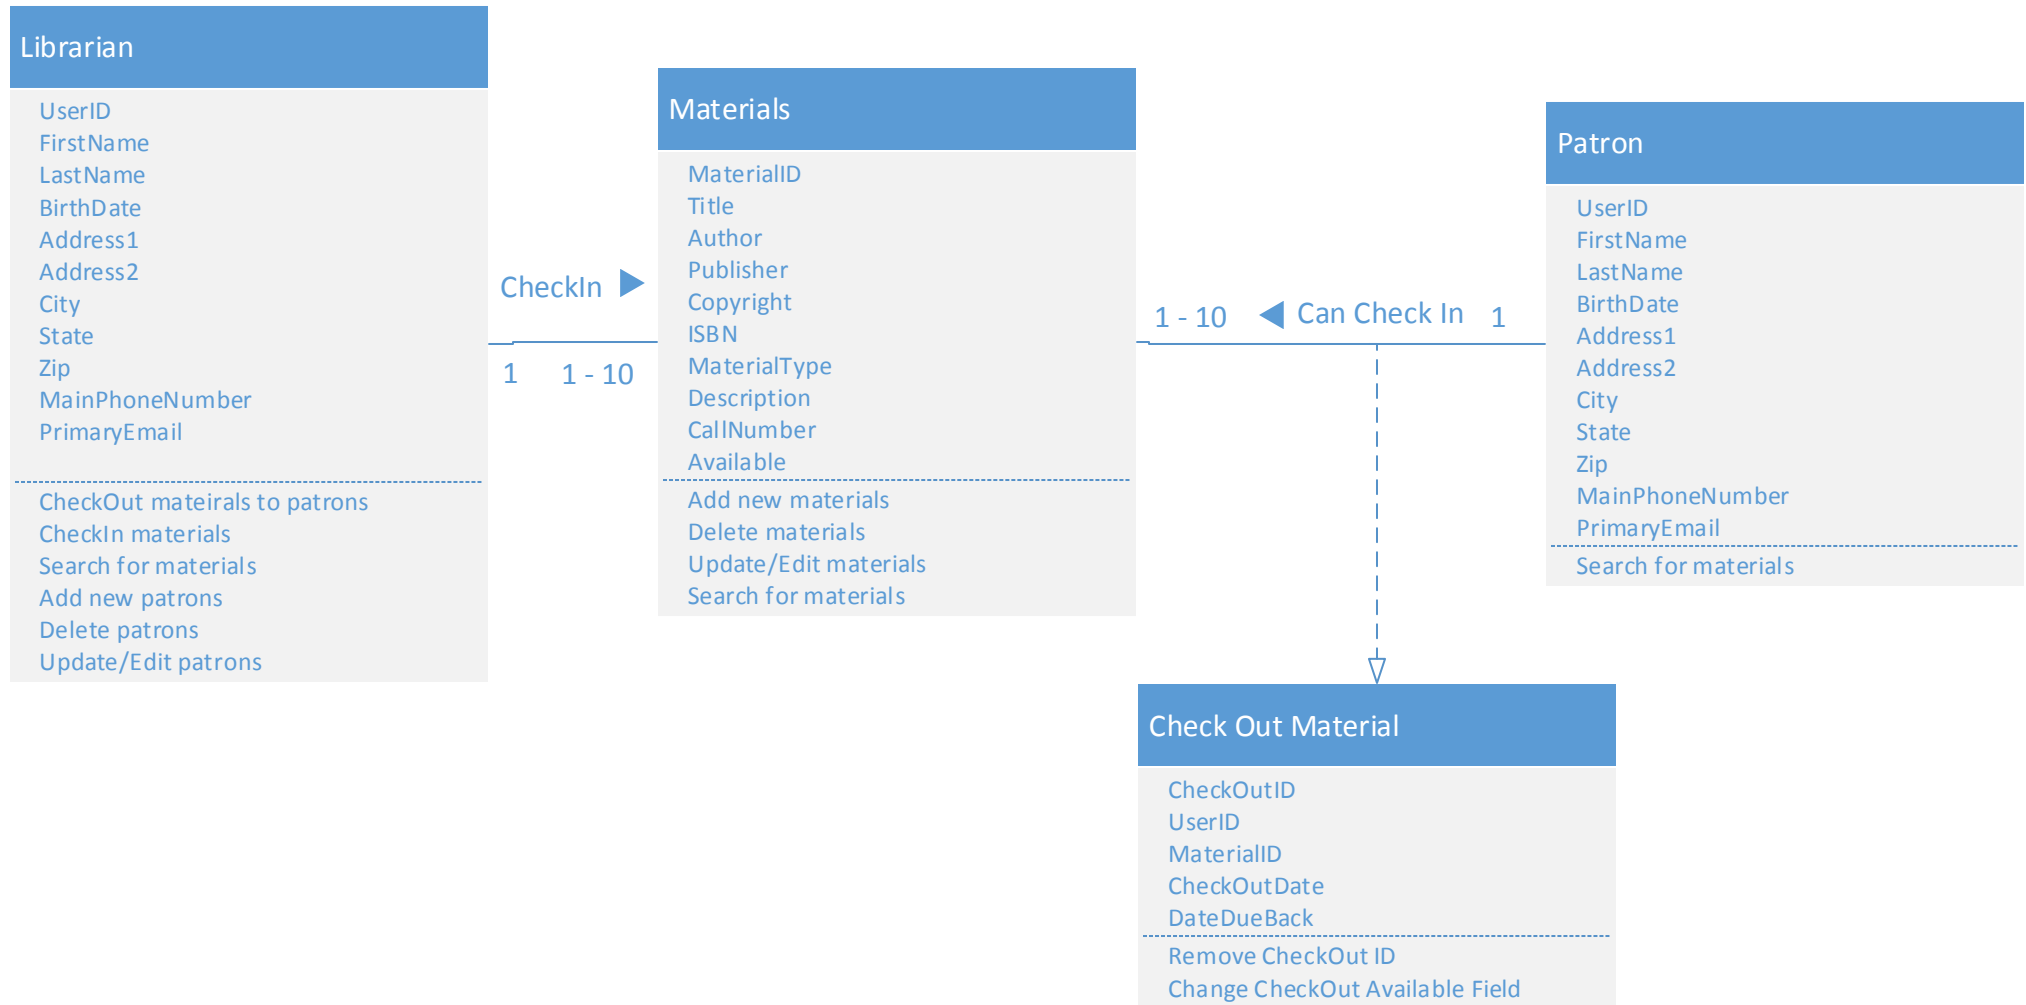 Librarian
UserID
FirstName
LastName
BirthDate
Address1
Address2
City
State
Zip
MainPhoneNumber
PrimaryEmail
CheckOut mateirals to patrons
CheckIn materials
Search for materials
Add new patrons
Delete patrons
Update/Edit patrons
CheckIn
1 1 - 10
Materials
MaterialID
Title
Author
Publisher
Copyright
ISBN
MaterialType
Description
CallNumber
Available
Add new materials
Delete materials
Update/Edit materials
Search for materials
1 - 10 Can Check In 1
Patron
UserID
FirstName
LastName
BirthDate
Address1
Address2
City
State
Zip
MainPhoneNumber
PrimaryEmail
Search for materials
Check Out Material
CheckOutID
UserID
MaterialID
CheckOutDate
DateDueBack
Remove CheckOut ID
Change CheckOut Available Field